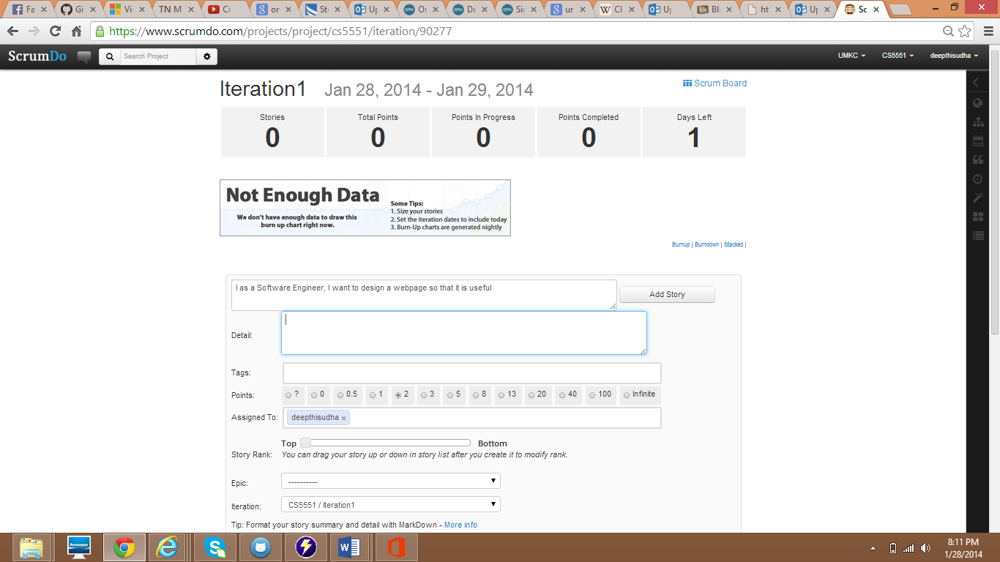 Fa Gi Vis TN M Cr or St Up Ot Do Sig ur Cl Up Bl ht Up Sc
https://www.scrumdo.com/projects/project/cs5551/iteration/90277
ScrumDo Search Project UMKC CS5551 deepthisudha
Iteration1 Jan 28, 2014 - Jan 29, 2014 Scrum Board
Stories Total Points Points In Progress Points Completed Days Left
0 0 0 0 1
Not Enough Data
We don't have enough data to draw this
burn up chart right now.
Some Tips:
1. Size your stories
2. Set the iteration dates to include today
3. Burn-Up charts are generated nightly
Burnup | Burndown | Stacked |
I as a Software Engineer, I want to design a webpage so that it is useful
Add Story
Detail:
Tags:
Points: ? 0 0.5 1 2 3 5 8 13 20 40 100 Infinite
Assigned To: deepthisudha ×
Top Bottom
Story Rank: You can drag your story up or down in story list after you create it to modify rank.
Epic: ----------
Iteration: CS5551 / Iteration1
Tip: Format your story summary and detail with MarkDown - More info
lenovo
8:11 PM
1/28/2014